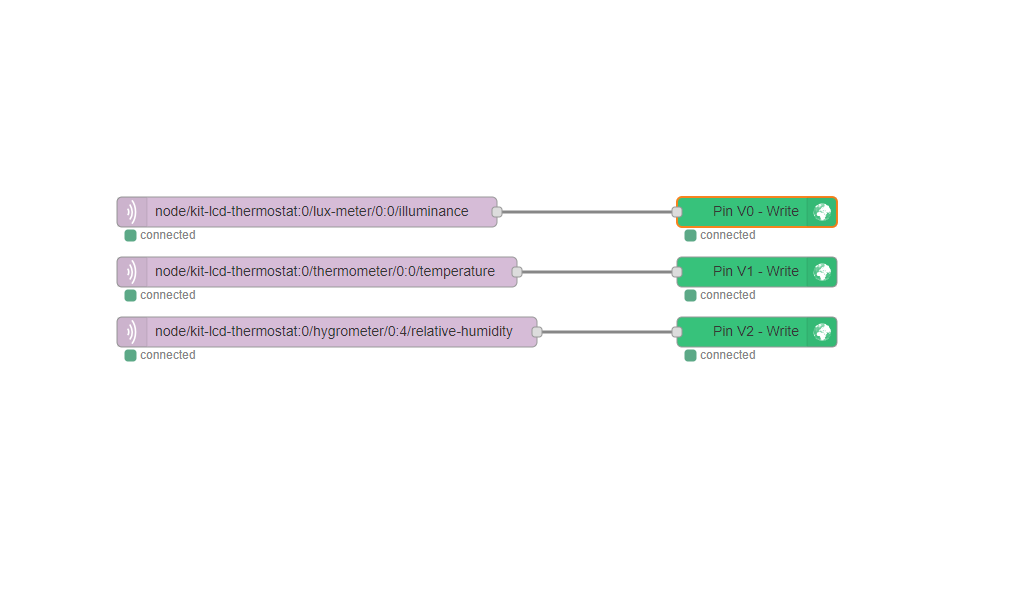 node/kit-lcd-thermostat:0/lux-meter/0:0/illuminance Pin V0 - Write
connected connected
node/kit-lcd-thermostat:0/thermometer/0:0/temperature Pin V1 - Write
connected connected
node/kit-lcd-thermostat:0/hygrometer/0:4/relative-humidity Pin V2 - Write
connected connected